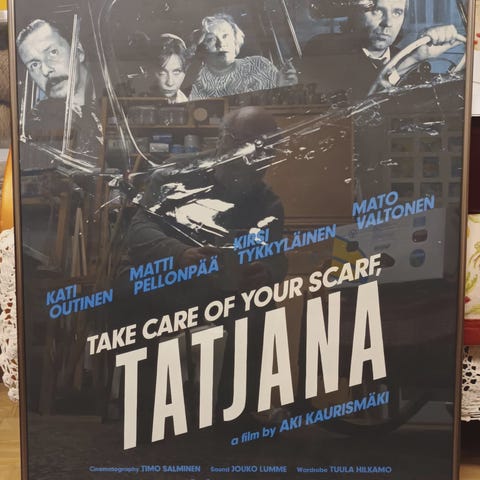 KATI
OUTINEN
MATTI
PELLONPÄÄ
KIRSI
TYKKYLÄINEN
MATO
VALTONEN
TAKE CARE OF YOUR SCARF,
TATJANA
a film by AKI KAURISMÄKI
Cinematography TIMO SALMINEN Sound JOUKO LUMME Wardrobe TUULA HILKAMO